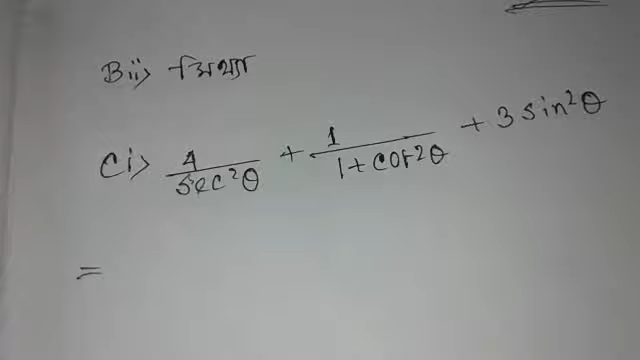 Bii> মিথ্যা
Ci> 4/sec²θ + 1/1+cot²θ + 3sin²θ
=